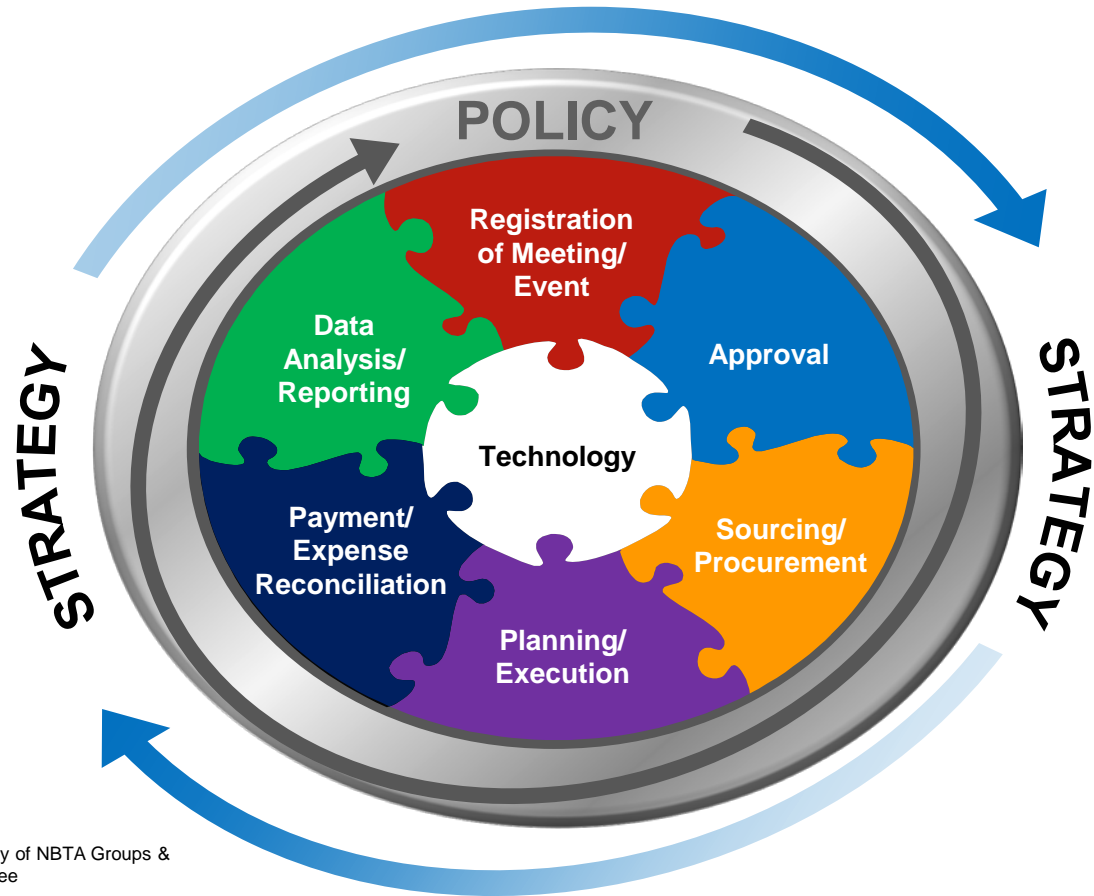 POLICY
Registration
of Meeting/
Event
Approval
Sourcing/
Procurement
Planning/
Execution
Payment/
Expense
Reconciliation
Data
Analysis/
Reporting
Technology
STRATEGY
STRATEGY
of NBTA Groups &